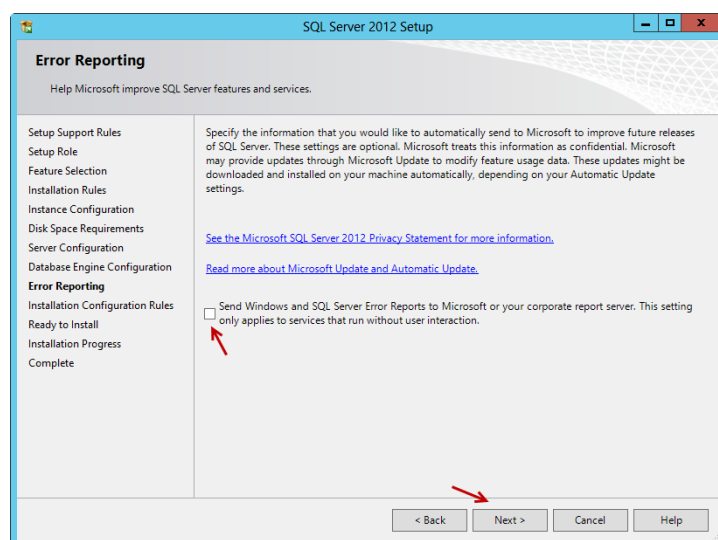 SQL Server 2012 Setup
Error Reporting
Help Microsoft improve SQL Server features and services.
Setup Support Rules
Setup Role
Feature Selection
Installation Rules
Instance Configuration
Disk Space Requirements
Server Configuration
Database Engine Configuration
Error Reporting
Installation Configuration Rules
Ready to Install
Installation Progress
Complete
Specify the information that you would like to automatically send to Microsoft to improve future releases
of SQL Server. These settings are optional. Microsoft treats this information as confidential. Microsoft
may provide updates through Microsoft Update to modify feature usage data. These updates might be
downloaded and installed on your machine automatically, depending on your Automatic Update
settings.
See the Microsoft SQL Server 2012 Privacy Statement for more information.
Read more about Microsoft Update and Automatic Update.
Send Windows and SQL Server Error Reports to Microsoft or your corporate report server. This setting
only applies to services that run without user interaction.
< Back
Next >
Cancel
Help